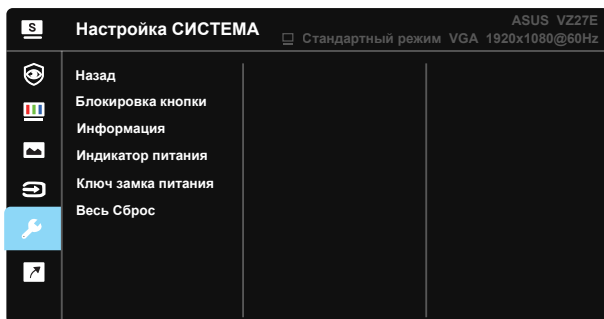 S
Настройка СИСТЕМА
ASUS VZ27E
Стандартный режим VGA 1920x1080@60Hz
Назад
Блокировка кнопки
Информация
Индикатор питания
Ключ замка питания
Весь Сброс